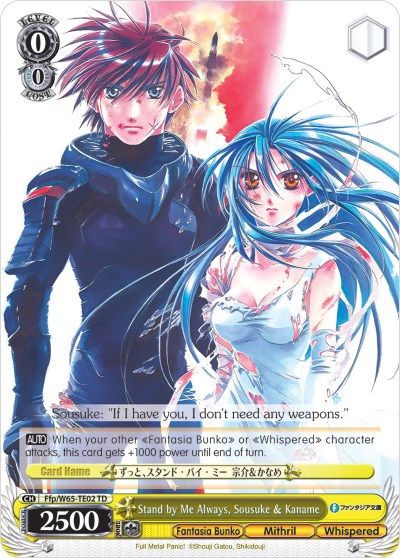 LEVEL
0
0
COST
Souske: "If I have you, I don't need any weapons."
AUTO When your other «Fantasia Bunko» or «Whispered» character
attacks, this card gets +1000 power until end of turn.
Card Name ずっと、スタンド・バイ・ミー 宗介&かなめ
CH Ffp/W65-TE02 TD
Stand by Me Always, Sousuke & Kaname
ファンタジア文庫
POWER
2500
SOUL
Fantasia Bunko
Mithril
Whispered
Full Metal Panic! ©Shouji Gatou, Shikidouji